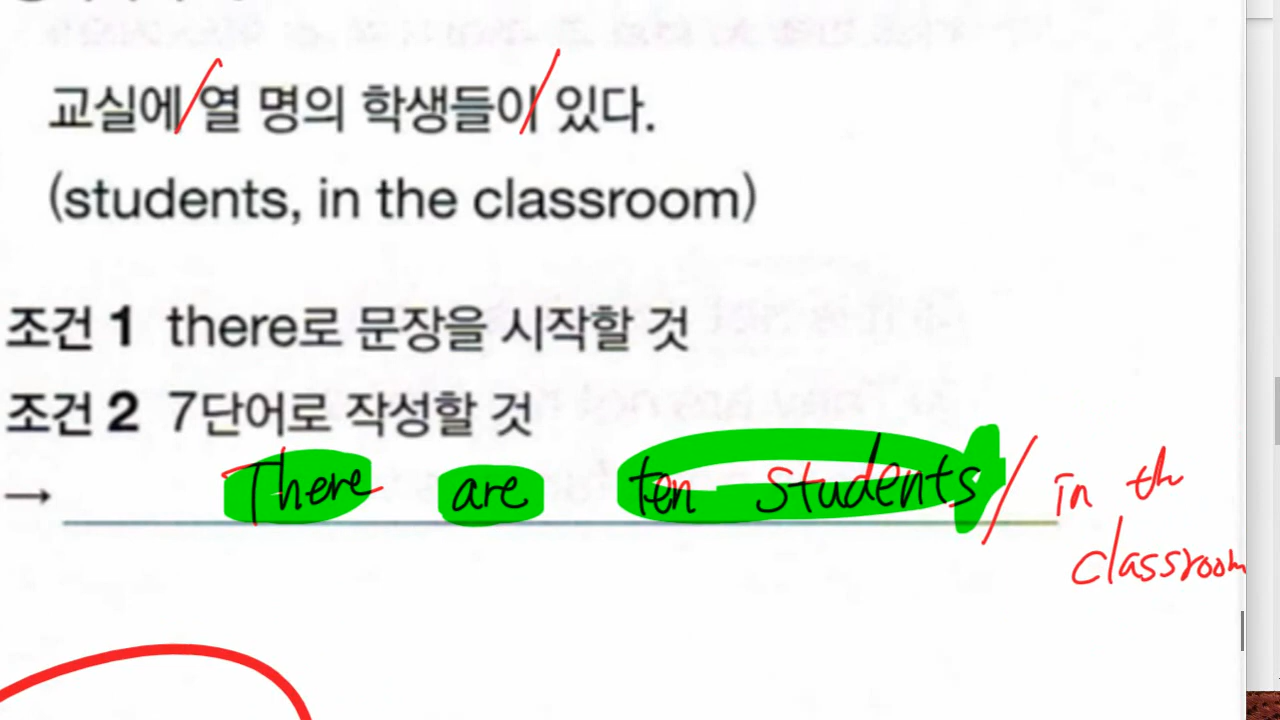 교실에/열 명의 학생들이/있다.
(students, in the classroom)
조건 1 there로 문장을 시작할 것
조건 2 7단어로 작성할 것
→ There are ten students / in th
classroom